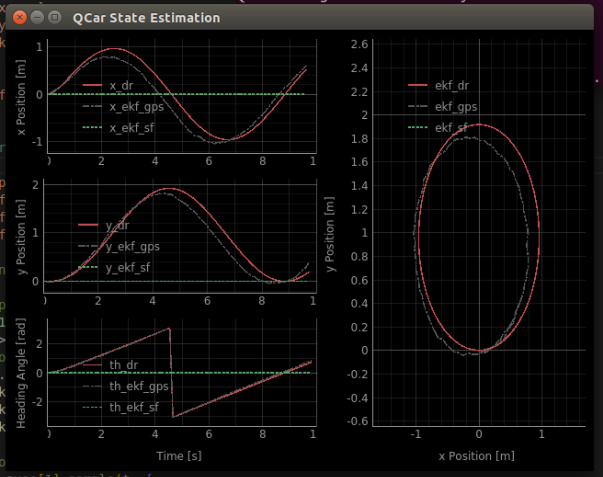 QCar State Estimation
x Position [m]
1
0
-1
x_dr
x_ekf_gps
x_ekf_sf
0
2
4
6
8
1
y Position [m]
2
1
0
y_dr
y_ekf_gps
y_ekf_sf
0
2
4
6
8
1
Heading Angle [rad]
2
0
-2
th_dr
th_ekf_gps
th_ekf_sf
2
4
6
8
1
Time [s]
y Position [m]
2.6
2.4
2.2
2
1.8
1.6
1.4
1.2
1
0.8
0.6
0.4
0.2
0
-0.2
-0.4
-0.6
ekf_dr
ekf_gps
ekf_sf
-1
0
1
x Position [m]